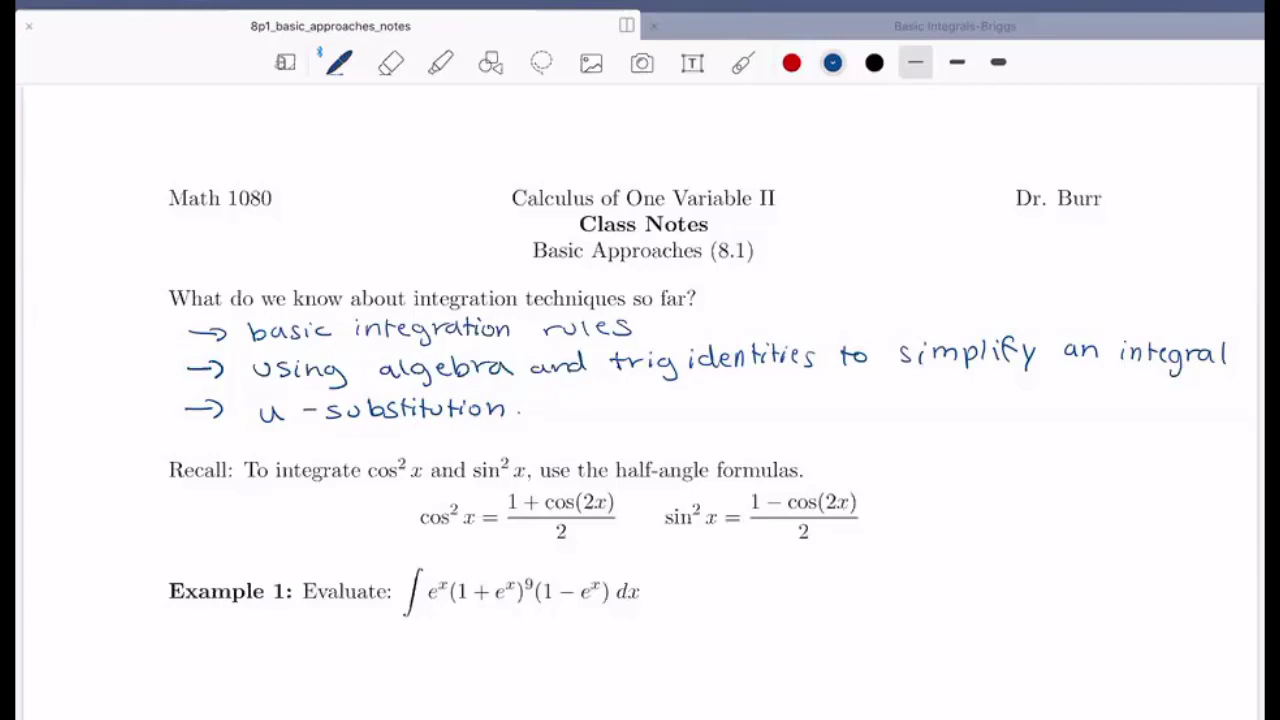 8p1_basic_approaches_notes Basic Integrals-Briggs
Math 1080 Calculus of One Variable II Dr. Burr
Class Notes
Basic Approaches (8.1)
What do we know about integration techniques so far?
→ basic integration rules
→ using algebra and trig identities to simplify an integral
→ u - substitution.
Recall: To integrate cos² x and sin² x, use the half-angle formulas.
cos² x = (1 + cos(2x))/2 sin² x = (1 − cos(2x))/2
Example 1: Evaluate: ∫ eˣ(1 + eˣ)⁹(1 − eˣ) dx